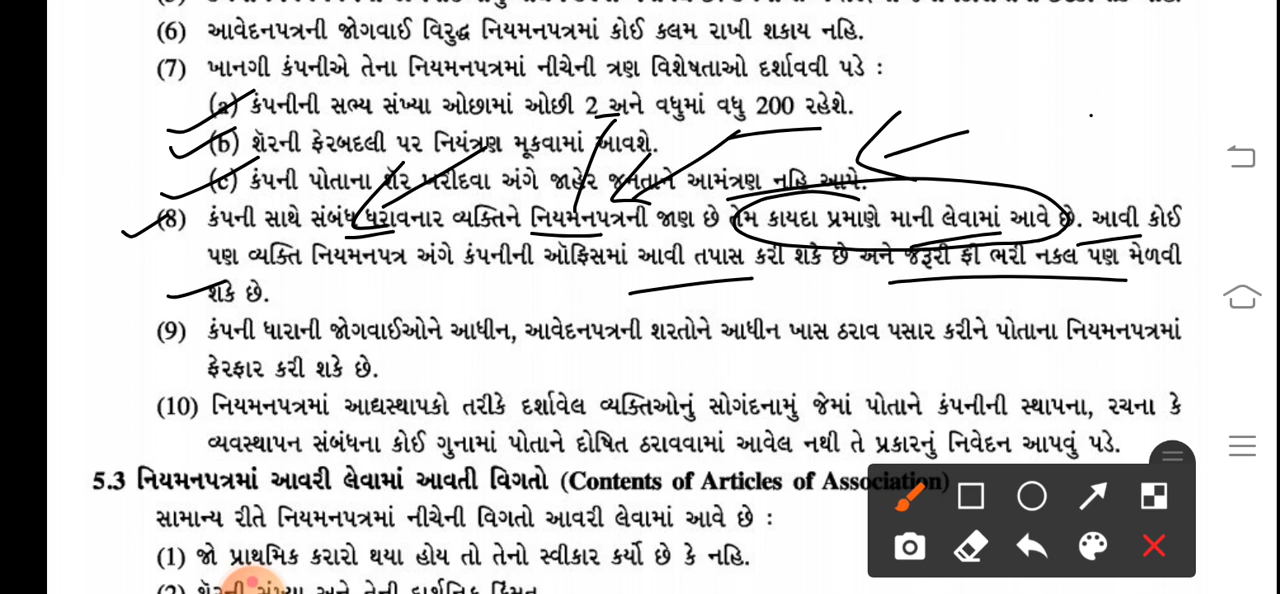 (6) આવેદનપત્રની જોગવાઈ વિરુદ્ધ નિયમનપત્રમાં કોઈ કલમ રાખી શકાય નહિ.
(7) ખાનગી કંપનીએ તેના નિયમનપત્રમાં નીચેની ત્રણ વિશેષતાઓ દર્શાવવી પડે :
(a) કંપનીની સભ્ય સંખ્યા ઓછામાં ઓછી 2 અને વધુમાં વધુ 200 રહેશે.
(b) શૅરની ફેરબદલી પર નિયંત્રણ મૂકવામાં આવશે.
(c) કંપની પોતાના શૅર ખરીદવા અંગે જાહેર જનતાને આમંત્રણ નહિ આપે.
(8) કંપની સાથે સંબંધ ધરાવનાર વ્યક્તિને નિયમનપત્રની જાણ છે તેમ કાયદા પ્રમાણે માની લેવામાં આવે છે. આવી કોઈ
પણ વ્યક્તિ નિયમનપત્ર અંગે કંપનીની ઑફિસમાં આવી તપાસ કરી શકે છે અને જરૂરી ફી ભરી નકલ પણ મેળવી
શકે છે.
(9) કંપની ધારાની જોગવાઈઓને આધીન, આવેદનપત્રની શરતોને આધીન ખાસ ઠરાવ પસાર કરીને પોતાના નિયમનપત્રમાં
ફેરફાર કરી શકે છે.
(10) નિયમનપત્રમાં આદ્યસ્થાપકો તરીકે દર્શાવેલ વ્યક્તિઓનું સોગંદનામું જેમાં પોતાને કંપનીની સ્થાપના, રચના કે
વ્યવસ્થાપન સંબંધના કોઈ ગુનામાં પોતાને દોષિત ઠરાવવામાં આવેલ નથી તે પ્રકારનું નિવેદન આપવું પડે.
5.3 નિયમનપત્રમાં આવરી લેવામાં આવતી વિગતો (Contents of Articles of Association)
સામાન્ય રીતે નિયમનપત્રમાં નીચેની વિગતો આવરી લેવામાં આવે છે :
(1) જો પ્રાથમિક કરારો થયા હોય તો તેનો સ્વીકાર કર્યો છે કે નહિ.
(2) શૅરની સંખ્યા અને તેની દાર્શનિક કિંમત